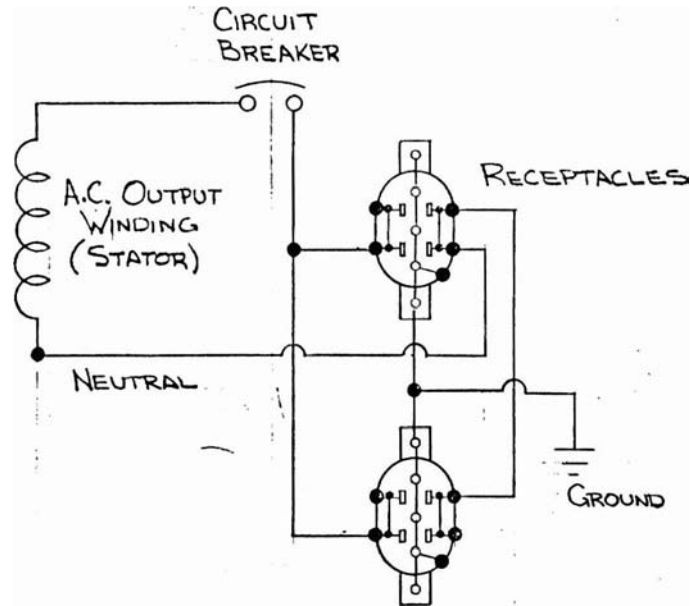 CIRCUIT
BREAKER
RECEPTACLES
A.C. OUTPUT
WINDING
(STATOR)
NEUTRAL
GROUND